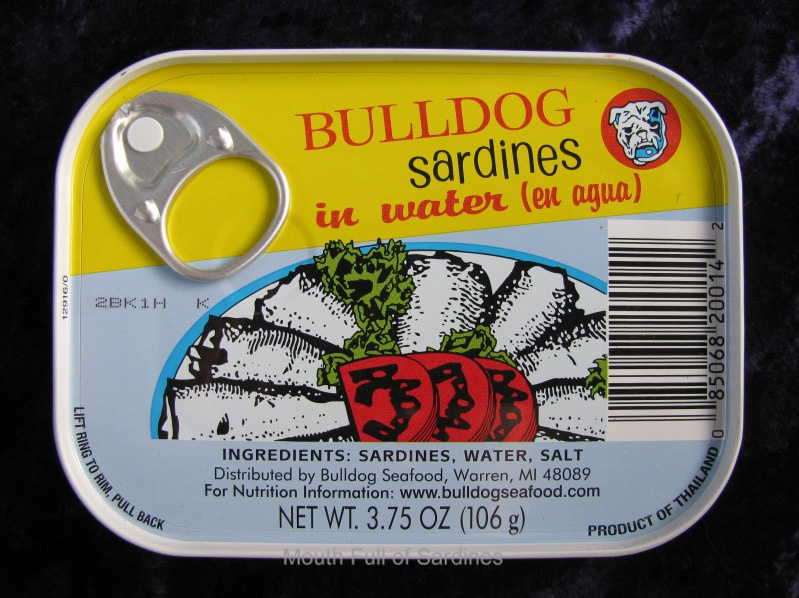 BULLDOG
sardines
in water (en agua)
12916/0
2BK1H K
0 85068 20014 2
LIFT RING TO RIM, PULL BACK
INGREDIENTS: SARDINES, WATER, SALT
Distributed by Bulldog Seafood, Warren, MI 48089
For Nutrition Information: www.bulldogseafood.com
NET WT. 3.75 OZ (106 g)
PRODUCT OF THAILAND
Mouth Full of Sardines